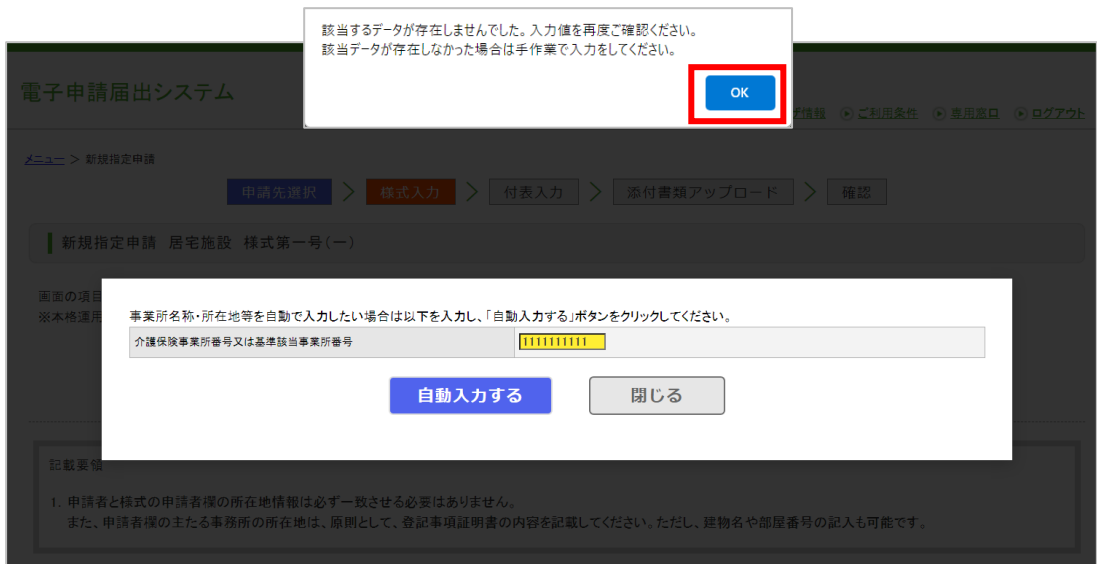 該当するデータが存在しませんでした。入力値を再度ご確認ください。
該当データが存在しなかった場合は手作業で入力をしてください。
OK
電子申請届出システム
情報 ご利用条件 専用窓口 ログアウト
メニュー > 新規指定申請
申請先選択 > 様式入力 > 付表入力 > 添付書類アップロード > 確認
新規指定申請 居宅施設 様式第一号(一)
画面の項目
※本格運用
事業所名称・所在地等を自動で入力したい場合は以下を入力し、「自動入力する」ボタンをクリックしてください。
介護保険事業所番号又は基準該当事業所番号 1111111111
自動入力する 閉じる
記載要領
1. 申請者と様式の申請者欄の所在地情報は必ず一致させる必要はありません。
また、申請者欄の主たる事務所の所在地は、原則として、登記事項証明書の内容を記載してください。ただし、建物名や部屋番号の記入も可能です。